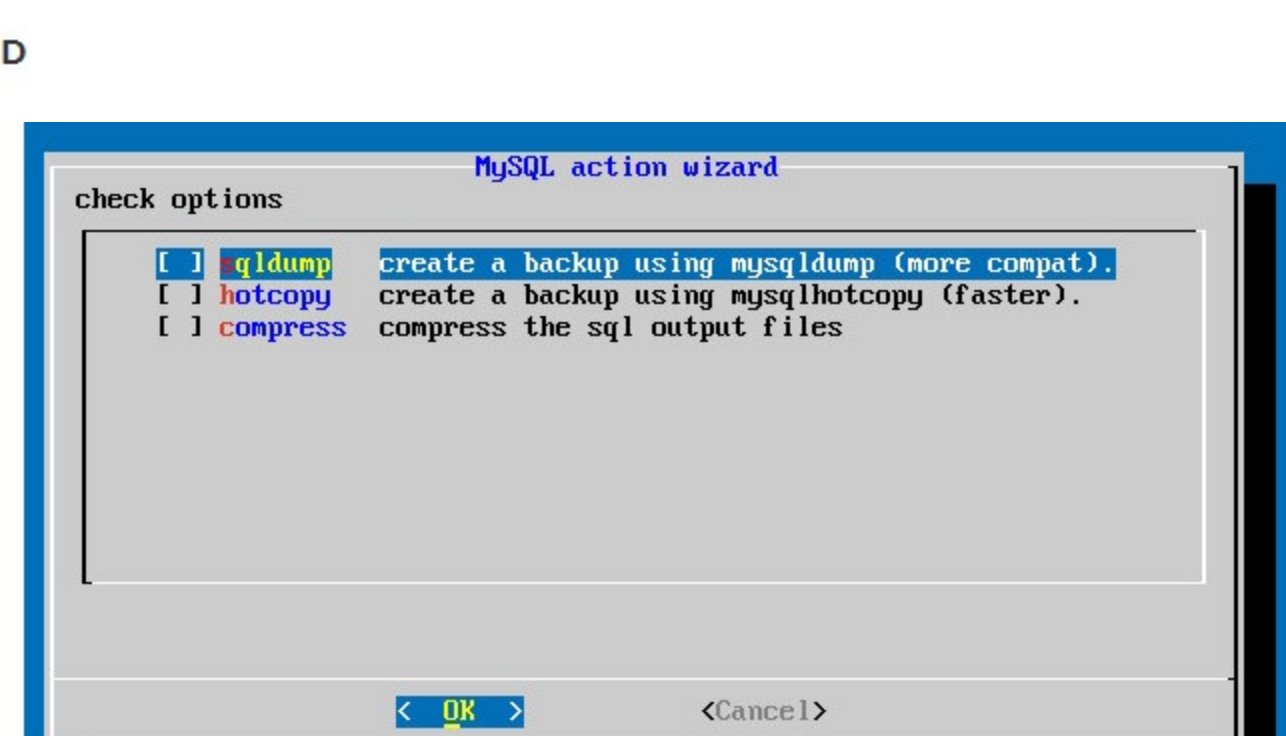 D
MySQL action wizard
check options
[ ] sqldump create a backup using mysqldump (more compat).
[ ] hotcopy create a backup using mysqlhotcopy (faster).
[ ] compress compress the sql output files
< OK > <Cancel>